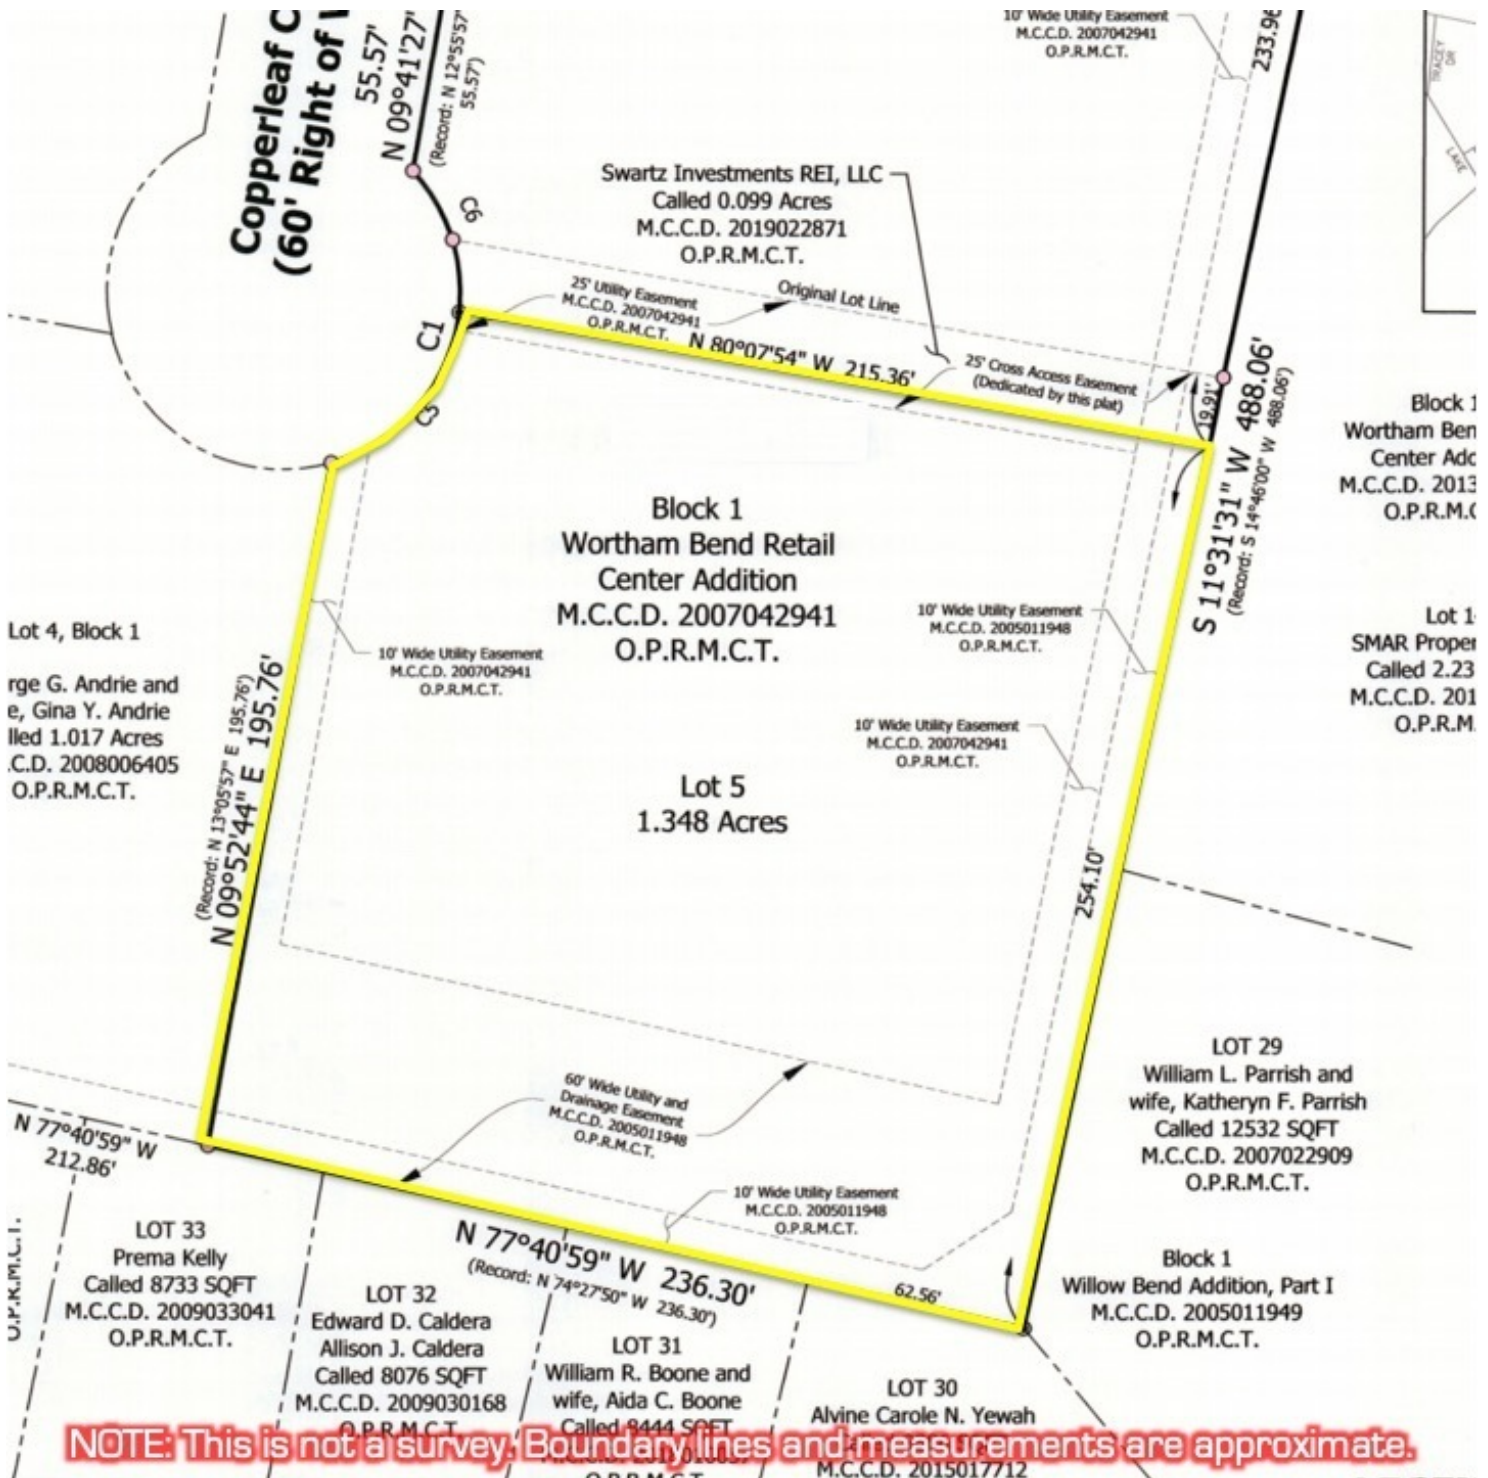 Copperleaf C
(60' Right of
55.57'
N 09°41'27"
(Record: N 12°55'57"
55.57')
10' Wide Utility Easement
M.C.C.D. 2007042941
O.P.R.M.C.T.
233.96
TRACEY
DR
LAKE
C6
Swartz Investments REI, LLC
Called 0.099 Acres
M.C.C.D. 2019022871
O.P.R.M.C.T.
25' Utility Easement
M.C.C.D. 2007042941
O.P.R.M.C.T.
Original Lot Line
C1
N 80°07'54" W 215.36'
25' Cross Access Easement
(Dedicated by this plat)
19.91'
S 11°31'31" W 488.06'
(Record: S 14°46'00" W 488.06')
Block 1
Wortham Ben
Center Add
M.C.C.D. 2013
O.P.R.M.C
Block 1
Wortham Bend Retail
Center Addition
M.C.C.D. 2007042941
O.P.R.M.C.T.
10' Wide Utility Easement
M.C.C.D. 2005011948
O.P.R.M.C.T.
Lot 1
SMAR Proper
Called 2.23
M.C.C.D. 201
O.P.R.M.
Lot 4, Block 1
rge G. Andrie and
e, Gina Y. Andrie
lled 1.017 Acres
.C.D. 2008006405
O.P.R.M.C.T.
(Record: N 13°05'57" E 195.76')
N 09°52'44" E 195.76'
10' Wide Utility Easement
M.C.C.D. 2007042941
O.P.R.M.C.T.
10' Wide Utility Easement
M.C.C.D. 2007042941
O.P.R.M.C.T.
Lot 5
1.348 Acres
254.10'
60' Wide Utility and
Drainage Easement
M.C.C.D. 2005011948
O.P.R.M.C.T.
LOT 29
William L. Parrish and
wife, Katheryn F. Parrish
Called 12532 SQFT
M.C.C.D. 2007022909
O.P.R.M.C.T.
N 77°40'59" W
212.86'
10' Wide Utility Easement
M.C.C.D. 2005011948
O.P.R.M.C.T.
N 77°40'59" W 236.30'
(Record: N 74°27'50" W 236.30')
62.56'
Block 1
Willow Bend Addition, Part I
M.C.C.D. 2005011949
O.P.R.M.C.T.
O.P.R.M.C.T.
LOT 33
Prema Kelly
Called 8733 SQFT
M.C.C.D. 2009033041
O.P.R.M.C.T.
LOT 32
Edward D. Caldera
Allison J. Caldera
Called 8076 SQFT
M.C.C.D. 2009030168
O.P.R.M.C.T.
LOT 31
William R. Boone and
wife, Aida C. Boone
Called 8444 SQFT
O.P.R.M.C.T.
LOT 30
Alvine Carole N. Yewah
M.C.C.D. 2015017712
NOTE: This is not a survey. Boundary lines and measurements are approximate.